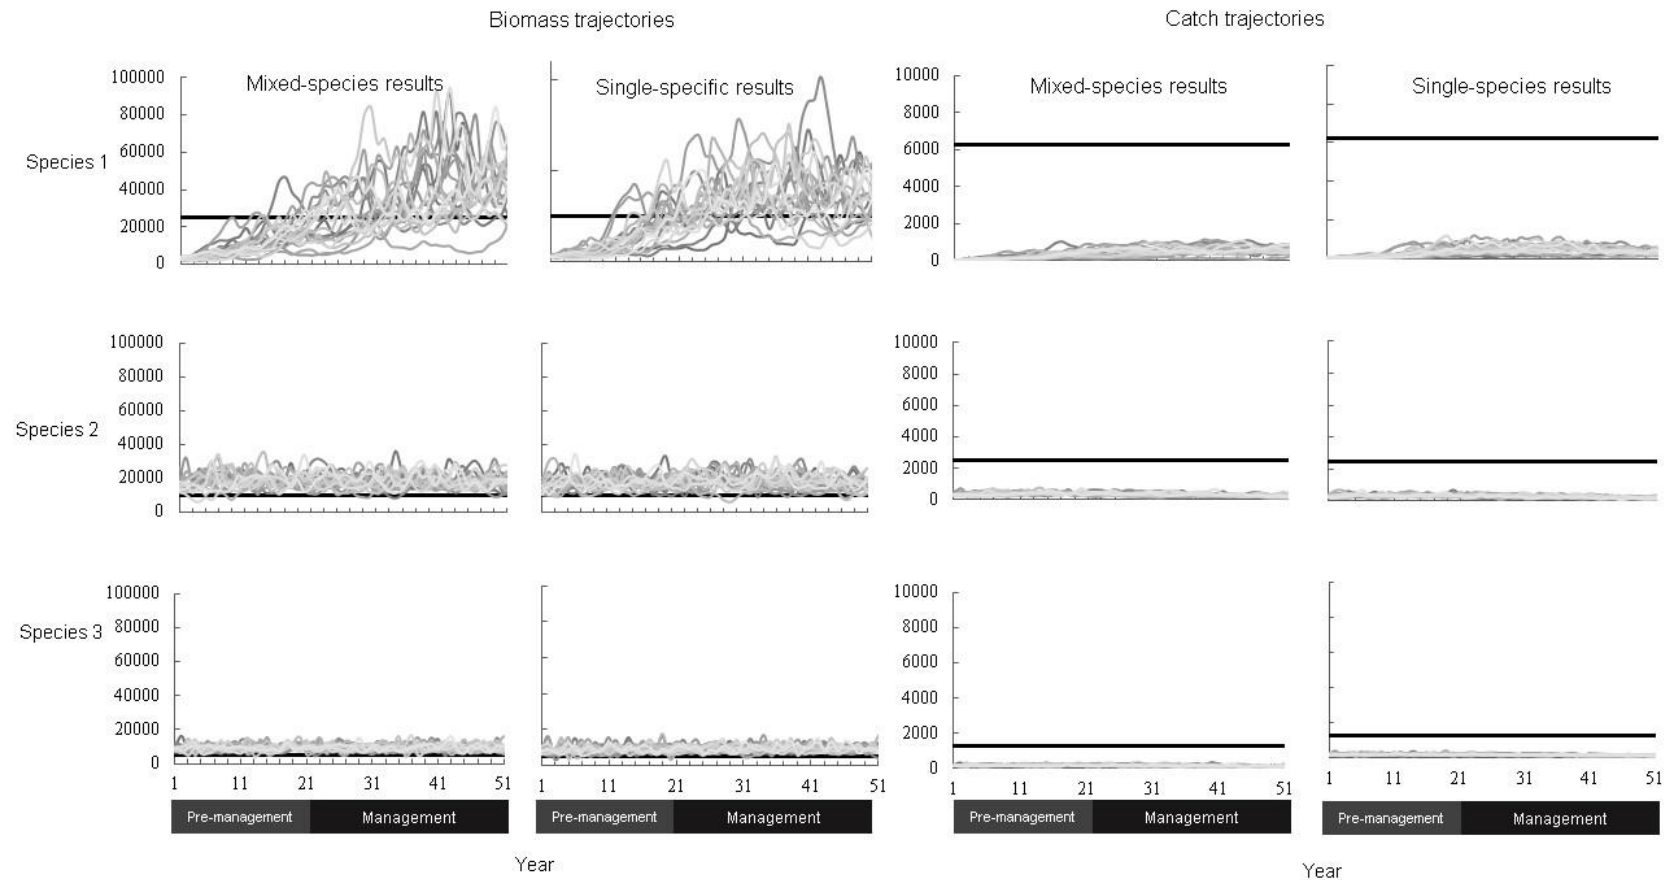 Biomass trajectories
Catch trajectories
Mixed-species results
Single-specific results
Mixed-species results
Single-species results
Species 1
100000
80000
60000
40000
20000
0
10000
8000
6000
4000
2000
0
Species 2
100000
80000
60000
40000
20000
0
10000
8000
6000
4000
2000
0
Species 3
100000
80000
60000
40000
20000
0
10000
8000
6000
4000
2000
0
1 11 21 31 41 51
1 11 21 31 41 51
1 11 21 31 41 51
1 11 21 31 41 51
Pre-management Management
Pre-management Management
Pre-management Management
Pre-management Management
Year
Year